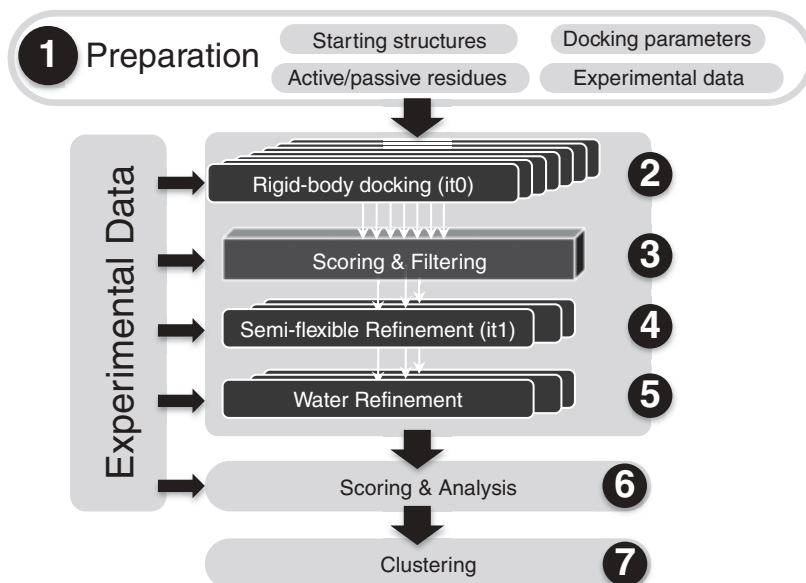 1 Preparation
Starting structures
Docking parameters
Active/passive residues
Experimental data
Experimental Data
Rigid-body docking (it0)
2
Scoring & Filtering
3
Semi-flexible Refinement (it1)
4
Water Refinement
5
Scoring & Analysis
6
Clustering
7